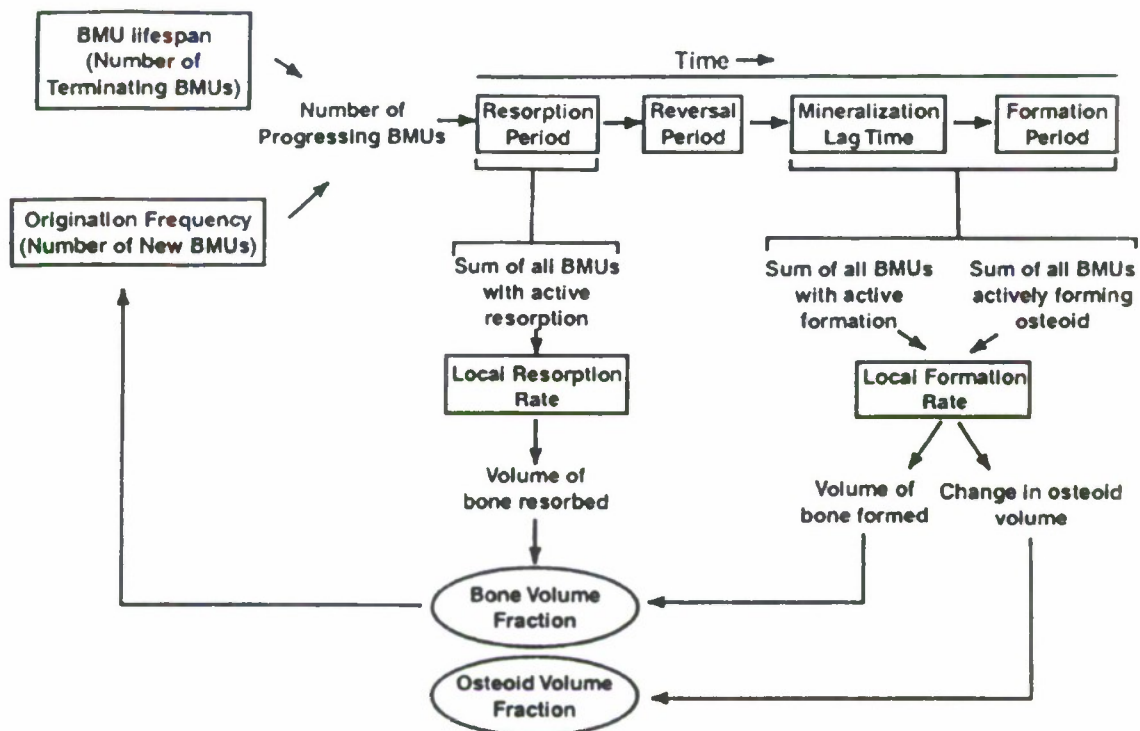 BMU lifespan
(Number of
Terminating BMUs)
Time
Number of
Progressing BMUs
Resorption
Period
Reversal
Period
Mineralization
Lag Time
Formation
Period
Origination Frequency
(Number of New BMUs)
Sum of all BMUs
with active
resorption
Sum of all BMUs
with active
formation
Sum of all BMUs
actively forming
osteoid
Local Resorption
Rate
Local Formation
Rate
Volume of
bone resorbed
Volume of
bone formed
Change in osteoid
volume
Bone Volume
Fraction
Osteoid Volume
Fraction